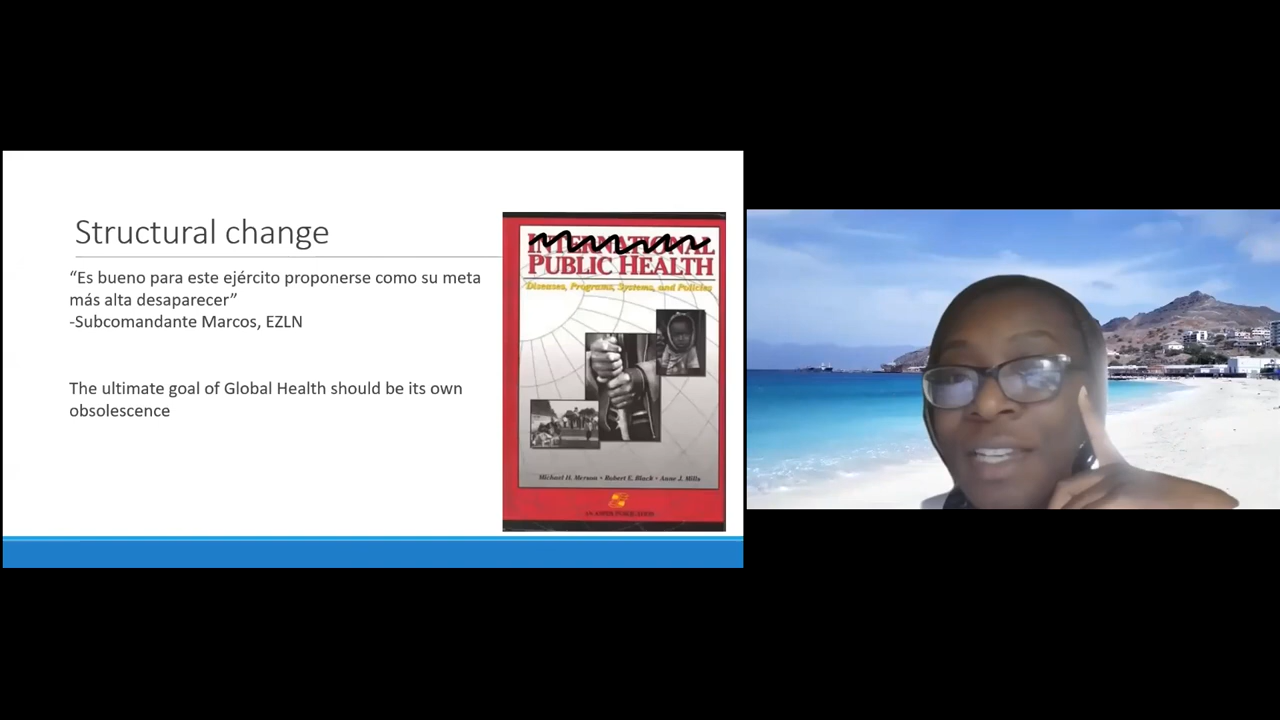 Structural change
“Es bueno para este ejército proponerse como su meta
más alta desaparecer”
-Subcomandante Marcos, EZLN
The ultimate goal of Global Health should be its own
obsolescence
INTERNATIONAL
PUBLIC HEALTH
Diseases, Programs, Systems, and Policies
Michael H. Merson • Robert E. Black • Anne J. Mills